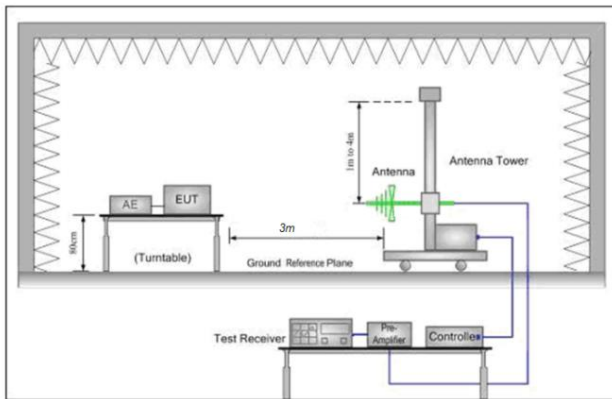 1m to 4m
Antenna
Antenna Tower
AE
EUT
3m
80cm
(Turntable)
Ground Reference Plane
Test Receiver
Pre-
Amplifier
Controller